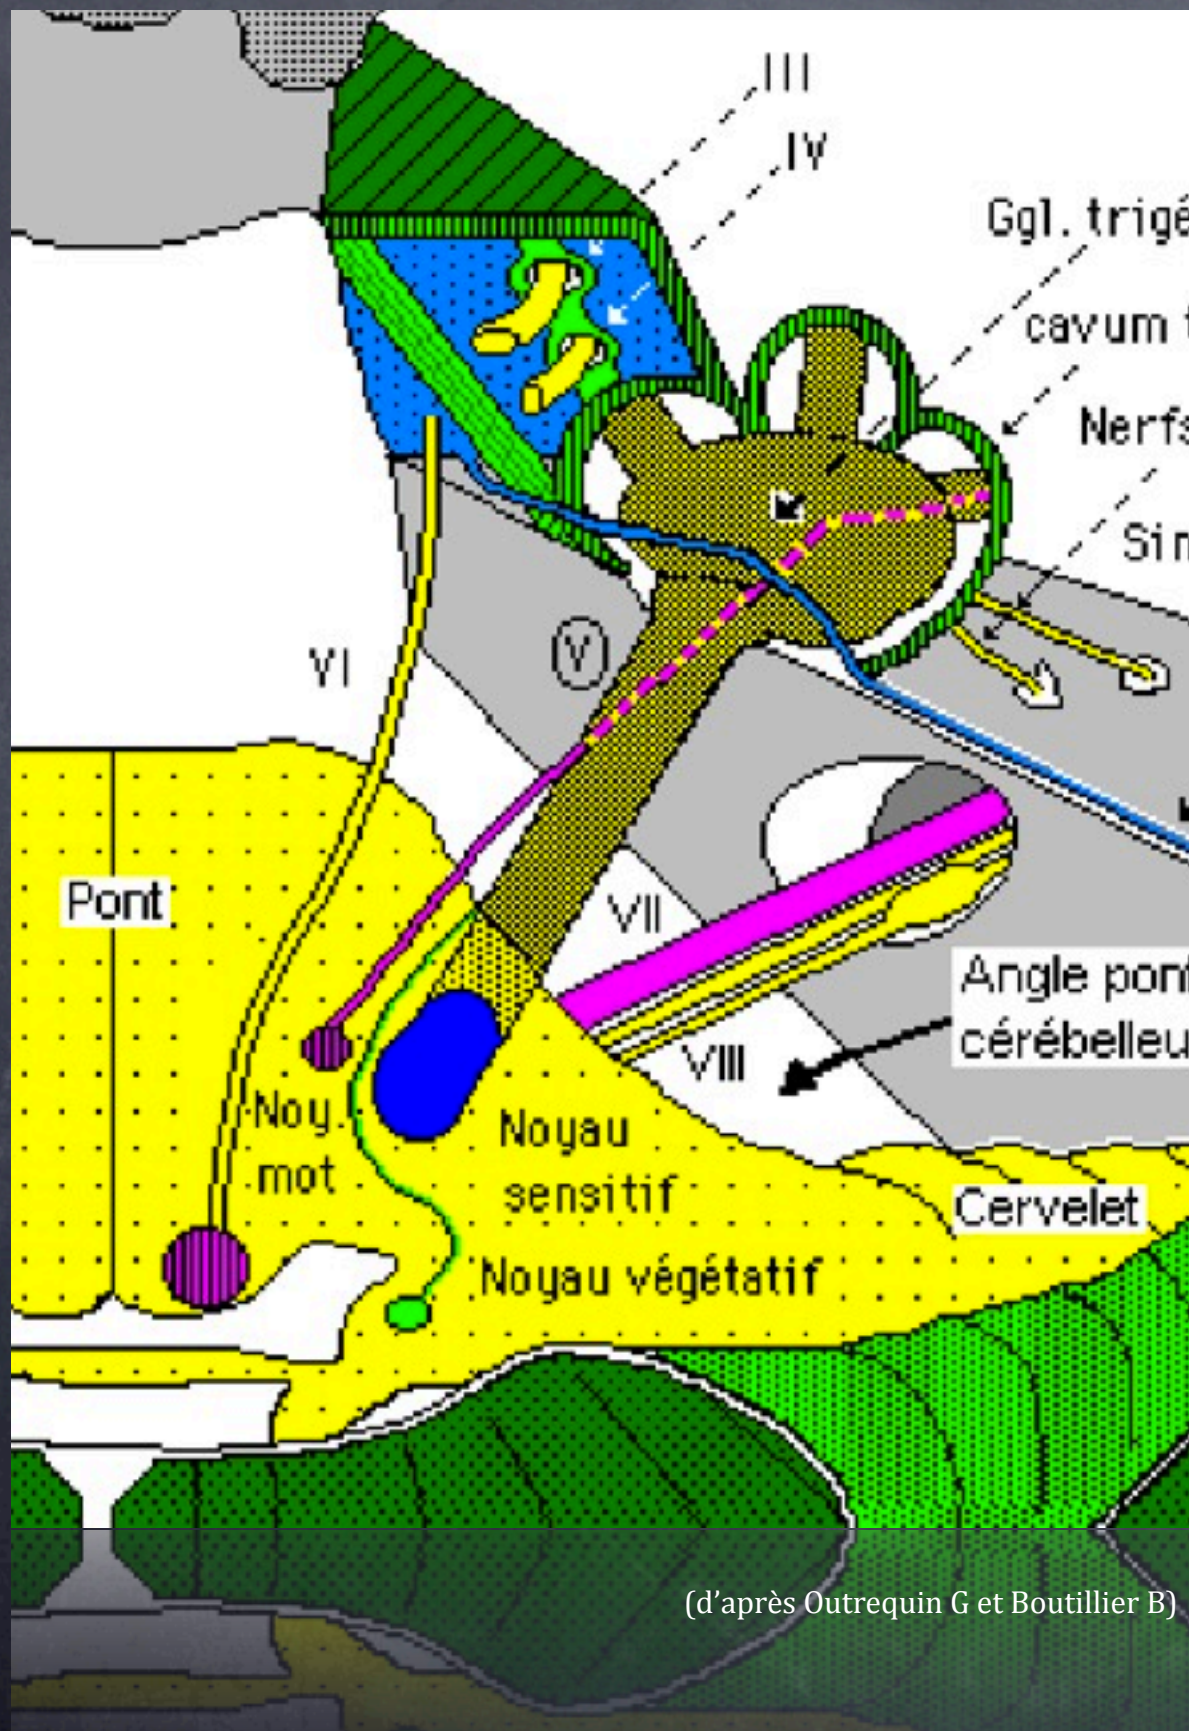 III
IV
Ggl. trigé
cavum t
Nerfs
Sin
VI
V
Pont
VII
Angle pont
cérébelleu
VIII
Noy.
mot
Noyau
sensitif
Cervelet
Noyau végétatif
(d'après Outrequin G et Boutillier B)